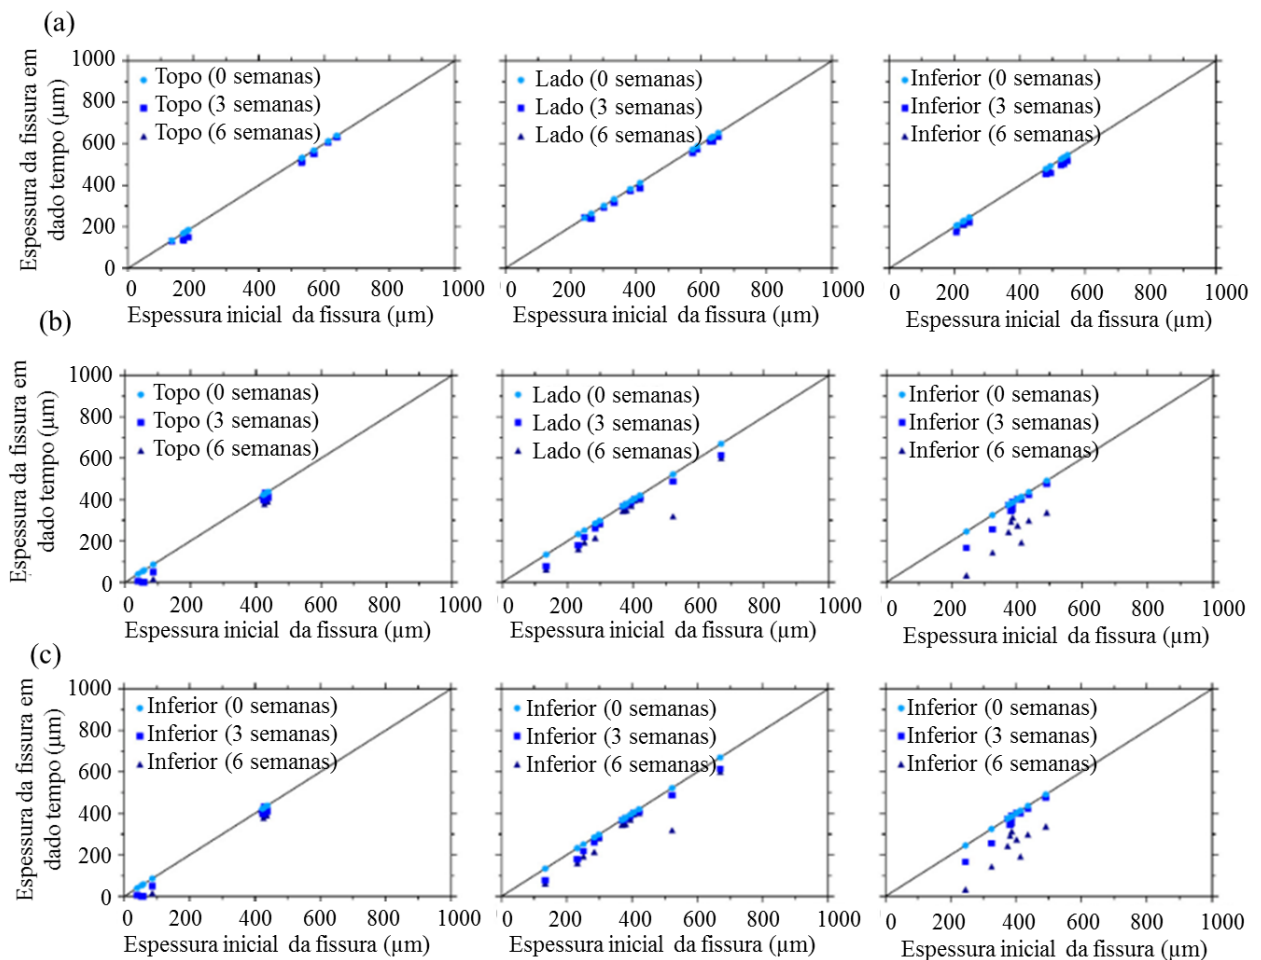 (a)
Espessura da fissura em
dado tempo (µm)
1000
800
600
400
200
0
Topo (0 semanas)
Topo (3 semanas)
Topo (6 semanas)
0 200 400 600 800 1000
Espessura inicial da fissura (µm)
Lado (0 semanas)
Lado (3 semanas)
Lado (6 semanas)
0 200 400 600 800 1000
Espessura inicial da fissura (µm)
Inferior (0 semanas)
Inferior (3 semanas)
Inferior (6 semanas)
0 200 400 600 800 1000
Espessura inicial da fissura (µm)
(b)
Espessura da fissura em
dado tempo (µm)
1000
800
600
400
200
0
Topo (0 semanas)
Topo (3 semanas)
Topo (6 semanas)
0 200 400 600 800 1000
Espessura inicial da fissura (µm)
Lado (0 semanas)
Lado (3 semanas)
Lado (6 semanas)
0 200 400 600 800 1000
Espessura inicial da fissura (µm)
Inferior (0 semanas)
Inferior (3 semanas)
Inferior (6 semanas)
0 200 400 600 800 1000
Espessura inicial da fissura (µm)
(c)
Espessura da fissura em
dado tempo (µm)
1000
800
600
400
200
0
Inferior (0 semanas)
Inferior (3 semanas)
Inferior (6 semanas)
0 200 400 600 800 1000
Espessura inicial da fissura (µm)
Inferior (0 semanas)
Inferior (3 semanas)
Inferior (6 semanas)
0 200 400 600 800 1000
Espessura inicial da fissura (µm)
Inferior (0 semanas)
Inferior (3 semanas)
Inferior (6 semanas)
0 200 400 600 800 1000
Espessura inicial da fissura (µm)